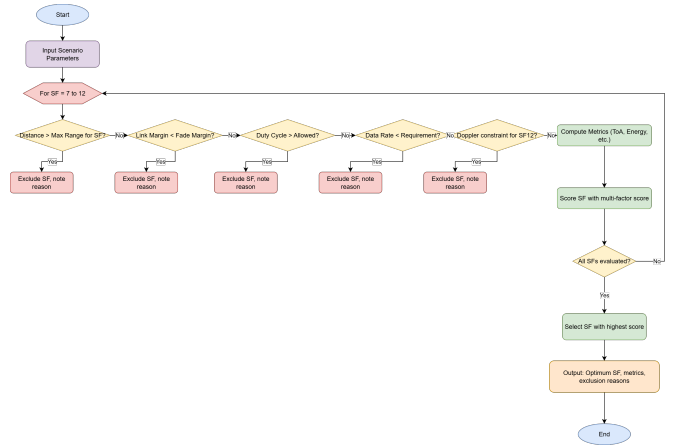 Start
Input Scenario
Parameters
For SF = 7 to 12
Distance > Max Range for SF?
No
Link Margin < Fade Margin?
No
Duty Cycle > Allowed?
No
Data Rate < Requirement?
No
Doppler constraint for SF12?
No
Compute Metrics (ToA, Energy,
etc.)
Yes
Yes
Yes
Yes
Yes
Exclude SF, note
reason
Exclude SF, note
reason
Exclude SF, note
reason
Exclude SF, note
reason
Exclude SF, note
reason
Score SF with multi-factor score
All SFs evaluated?
No
Yes
Select SF with highest score
Output: Optimum SF, metrics,
exclusion reasons
End